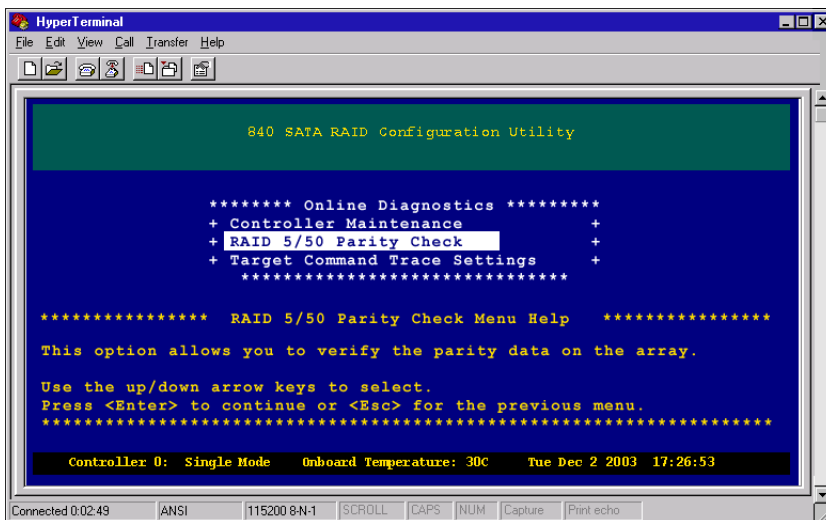 HyperTerminal
File Edit View Call Transfer Help
840 SATA RAID Configuration Utility
******** Online Diagnostics *********
+ Controller Maintenance +
+ RAID 5/50 Parity Check +
+ Target Command Trace Settings +
*******************************
**************** RAID 5/50 Parity Check Menu Help ****************
This option allows you to verify the parity data on the array.
Use the up/down arrow keys to select.
Press <Enter> to continue or <Esc> for the previous menu.
**********************************************************************
Controller 0: Single Mode Onboard Temperature: 30C Tue Dec 2 2003 17:26:53
Connected 0:02:49 ANSI 115200 8-N-1 SCROLL CAPS NUM Capture Print echo